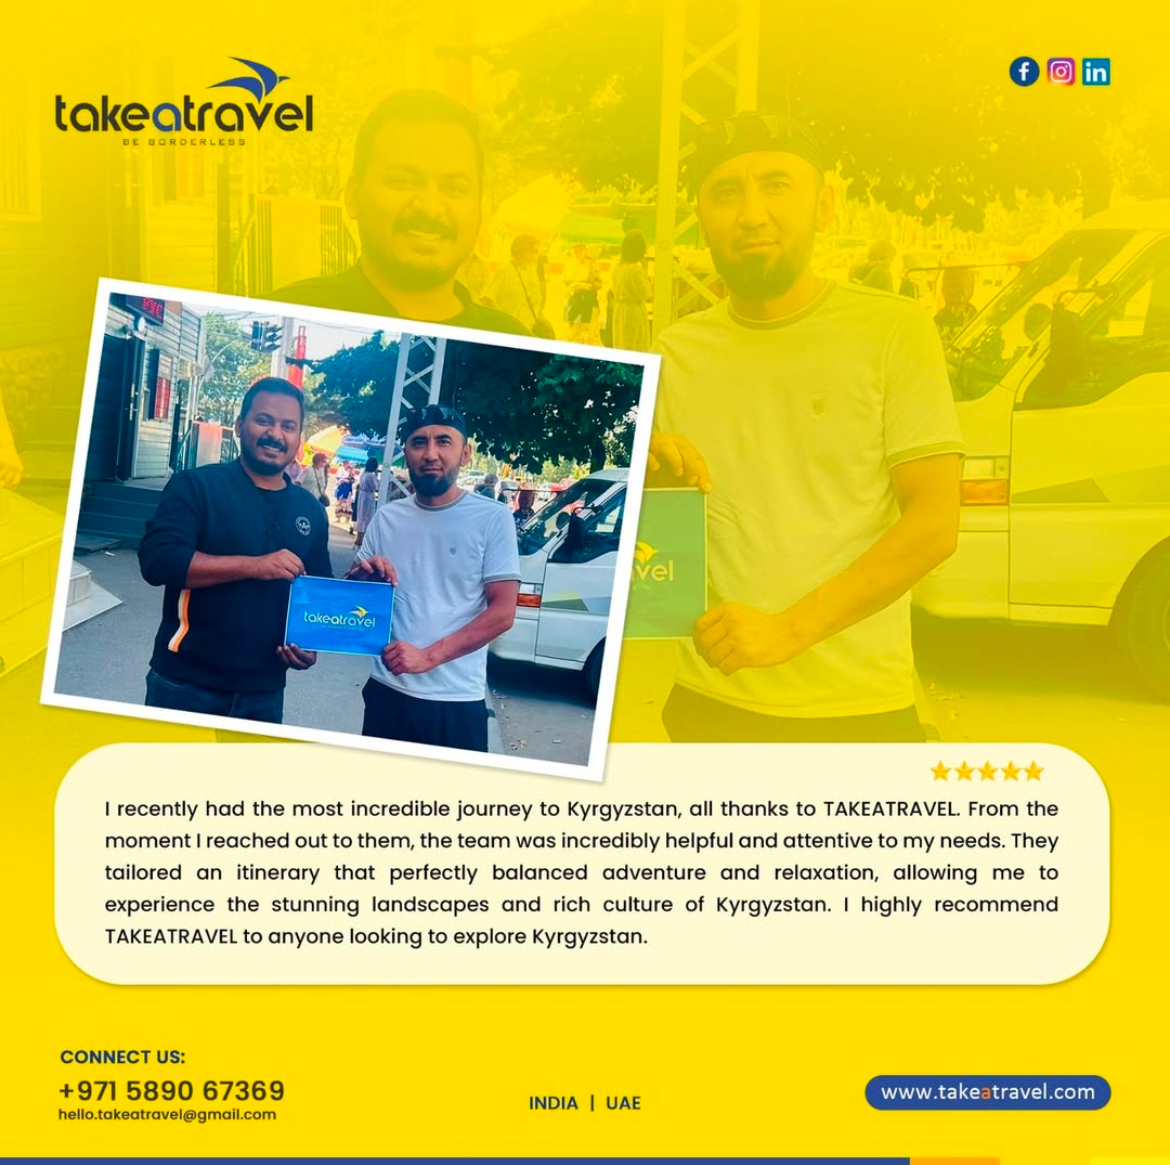 takeatravel
BE BORDERLESS
vel
takeatravel
I recently had the most incredible journey to Kyrgyzstan, all thanks to TAKEATRAVEL. From the
moment I reached out to them, the team was incredibly helpful and attentive to my needs. They
tailored an itinerary that perfectly balanced adventure and relaxation, allowing me to
experience the stunning landscapes and rich culture of Kyrgyzstan. I highly recommend
TAKEATRAVEL to anyone looking to explore Kyrgyzstan.
CONNECT US:
+971 5890 67369
hello.takeatravel@gmail.com
INDIA | UAE
www.takeatravel.com